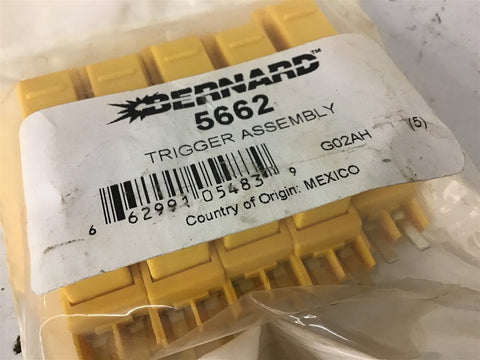 BERNARD™
5662
TRIGGER ASSEMBLY
G02AH (5)
6 62991 05483 9
Country of Origin: MEXICO